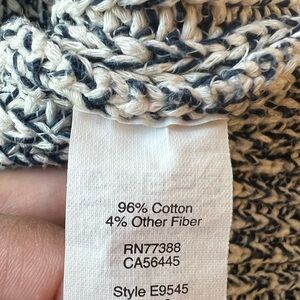 96% Cotton
4% Other Fiber
RN77388
CA56445
Style E9545